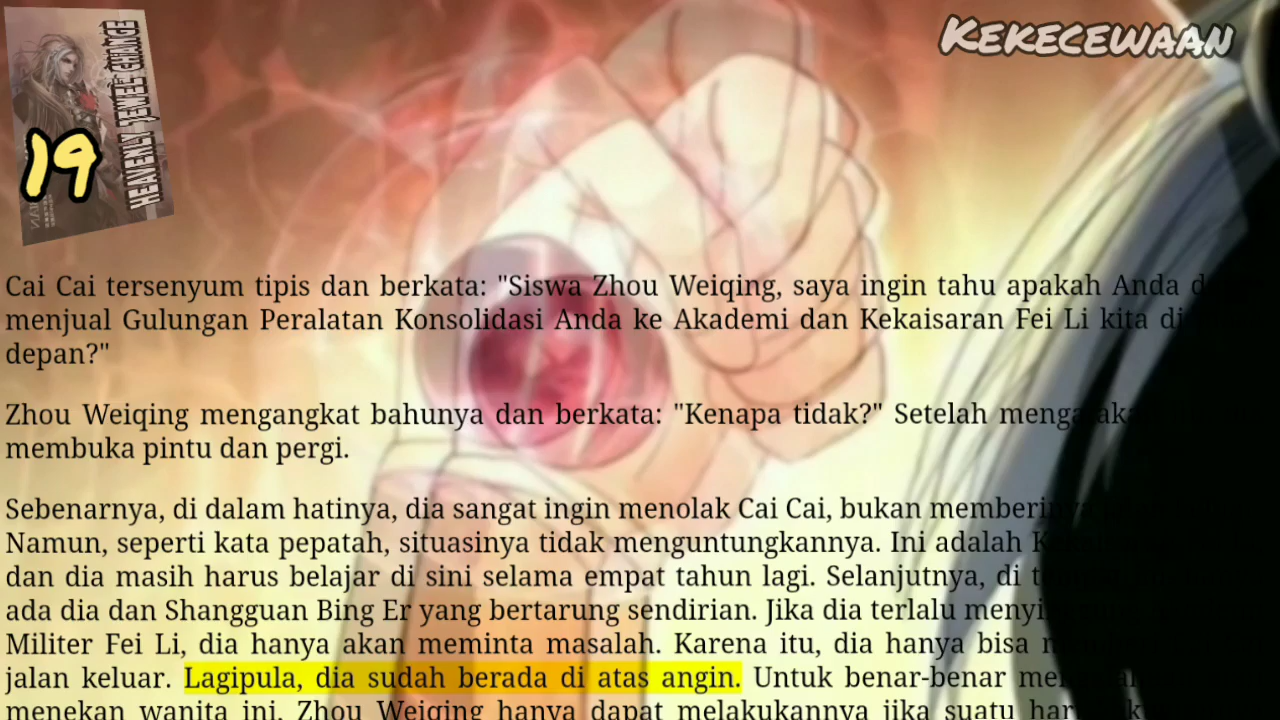 Kekecewaan
HEAVENLY JEWEL CHANGE
19
Cai Cai tersenyum tipis dan berkata: "Siswa Zhou Weiqing, saya ingin tahu apakah Anda
menjual Gulungan Peralatan Konsolidasi Anda ke Akademi dan Kekaisaran Fei Li kita di
depan?"
Zhou Weiqing mengangkat bahunya dan berkata: "Kenapa tidak?" Setelah
membuka pintu dan pergi.
Sebenarnya, di dalam hatinya, dia sangat ingin menolak Cai Cai, bukan
Namun, seperti kata pepatah, situasinya tidak menguntungkannya. Ini adalah
dan dia masih harus belajar di sini selama empat tahun lagi. Selanjutnya, di
ada dia dan Shangguan Bing Er yang bertarung sendirian. Jika dia terlalu
Militer Fei Li, dia hanya akan meminta masalah. Karena itu, dia hanya bisa
jalan keluar. Lagipula, dia sudah berada di atas angin. Untuk benar-benar
menekan wanita ini, Zhou Weiqing hanya dapat melakukannya jika suatu